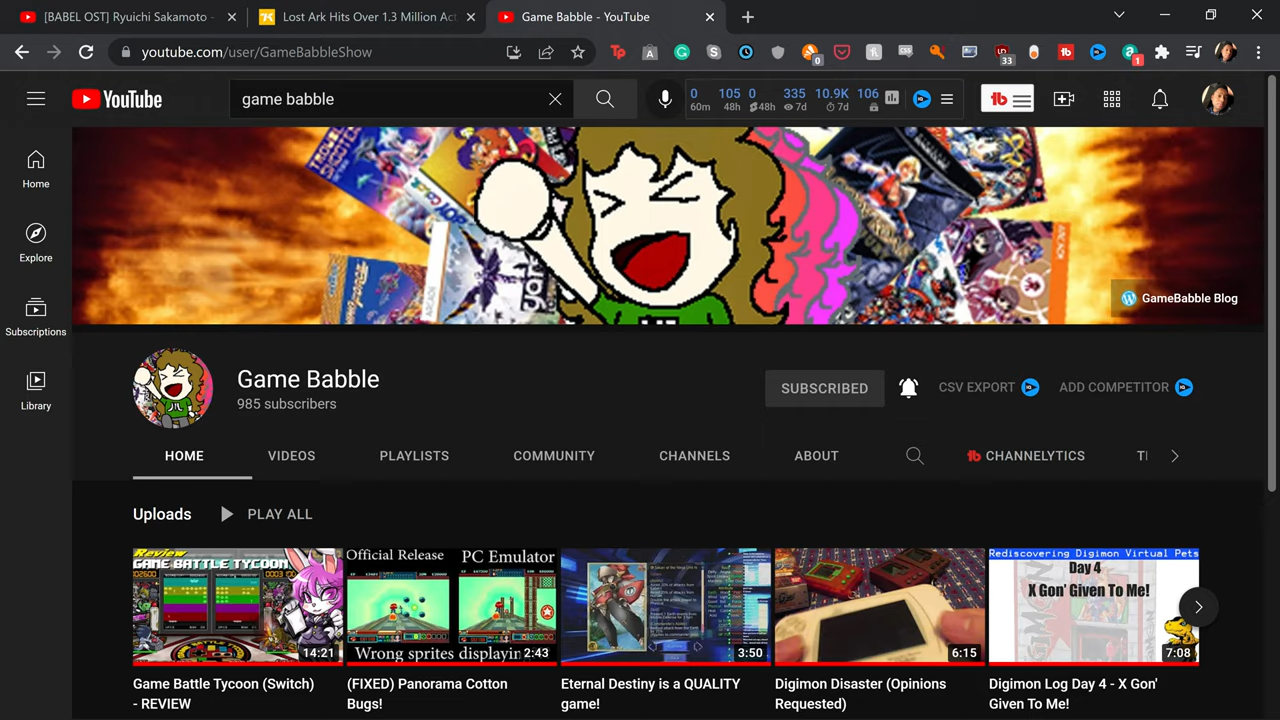 [BABEL OST] Ryuichi Sakamoto -
Lost Ark Hits Over 1.3 Million Act
Game Babble - YouTube
youtube.com/user/GameBabbleShow
0
33
1
YouTube
game babble
0 105 0 335 10.9K 106
60m 48h 48h 7d 7d
Home
Explore
Subscriptions
Library
GameBabble Blog
Game Babble
985 subscribers
SUBSCRIBED
CSV EXPORT
ADD COMPETITOR
HOME
VIDEOS
PLAYLISTS
COMMUNITY
CHANNELS
ABOUT
CHANNELYTICS
Uploads
PLAY ALL
Review
GAME BATTLE TYCOON
14:21
Official Release
PC Emulator
Wrong sprites displayin
2:43
3:50
6:15
Rediscovering Digimon Virtual Pets
Day 4
X Gon' Given To Me!
7:08
Game Battle Tycoon (Switch)
- REVIEW
(FIXED) Panorama Cotton
Bugs!
Eternal Destiny is a QUALITY
game!
Digimon Disaster (Opinions
Requested)
Digimon Log Day 4 - X Gon'
Given To Me!